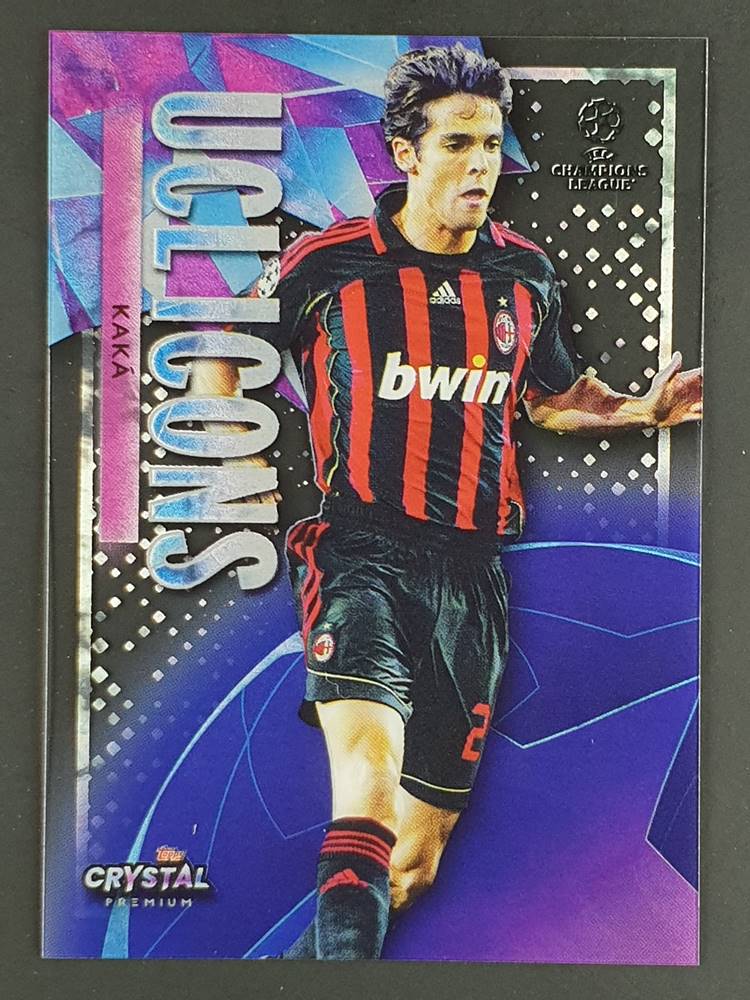 UCL ICONS
KAKÁ
CHAMPIONS
LEAGUE
adidas
bwin
2
Topps
CRYSTAL
PREMIUM